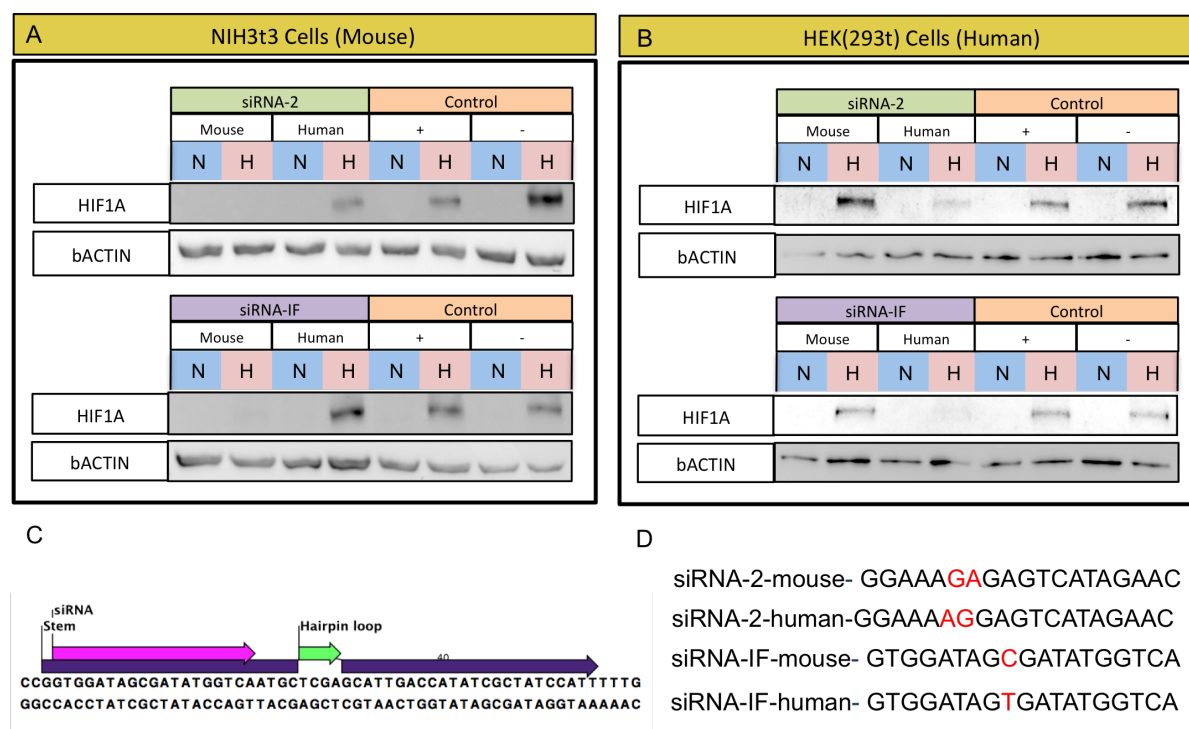 A
NIH3t3 Cells (Mouse)
siRNA-2 Control
Mouse Human + -
N H N H N H N H
HIF1A
bACTIN
siRNA-IF Control
Mouse Human + -
N H N H N H N H
HIF1A
bACTIN
B
HEK(293t) Cells (Human)
siRNA-2 Control
Mouse Human + -
N H N H N H N H
HIF1A
bACTIN
siRNA-IF Control
Mouse Human + -
N H N H N H N H
HIF1A
bACTIN
C
siRNA
Stem Hairpin loop
40
CCGGTGGATAGCGATATGGTCAATGCTCGAGCATTGACCATATCGCTATCCATTTTTG
GGCCACCTATCGCTATACCAGTTACGAGCTCGTAACTGGTATAGCGATAGGTAAAAAC
D
siRNA-2-mouse- GGAAAGAGAGTCATAGAAC
siRNA-2-human-GGAAAAGGAGTCATAGAAC
siRNA-IF-mouse- GTGGATAGCGATATGGTCA
siRNA-IF-human- GTGGATAGTGATATGGTCA